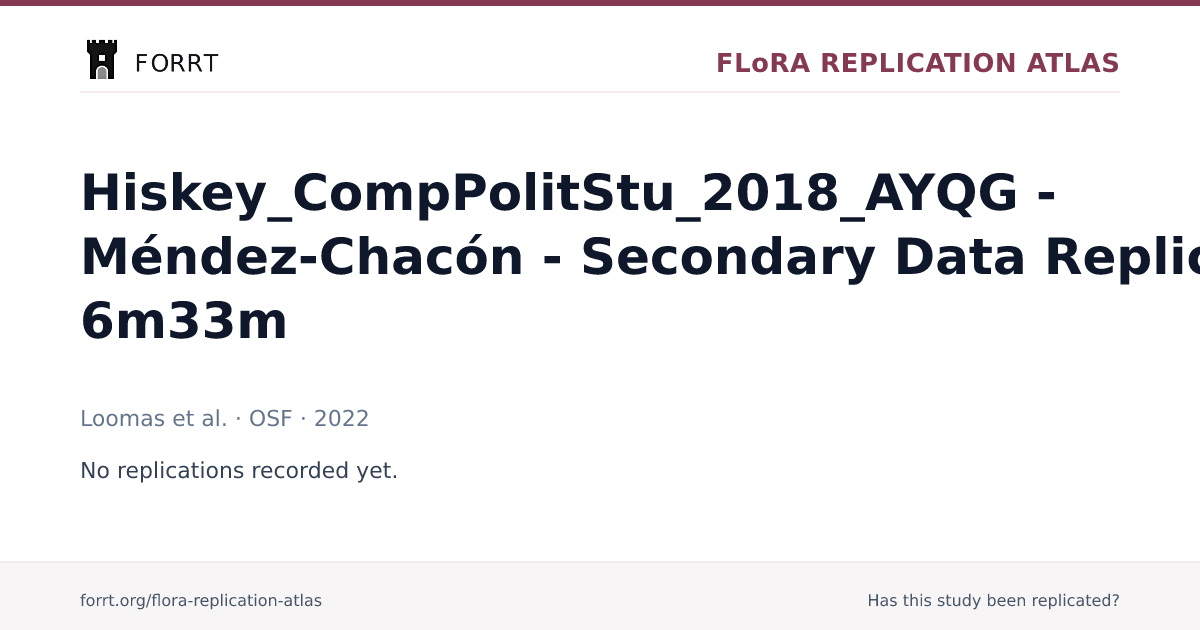 FORRT
FLoRA REPLICATION ATLAS
Hiskey_CompPolitStu_2018_AYQG -
Méndez-Chacón - Secondary Data
6m33m
Loomas et al. · OSF · 2022
No replications recorded yet.
forrt.org/flora-replication-atlas
Has this study been replicated?